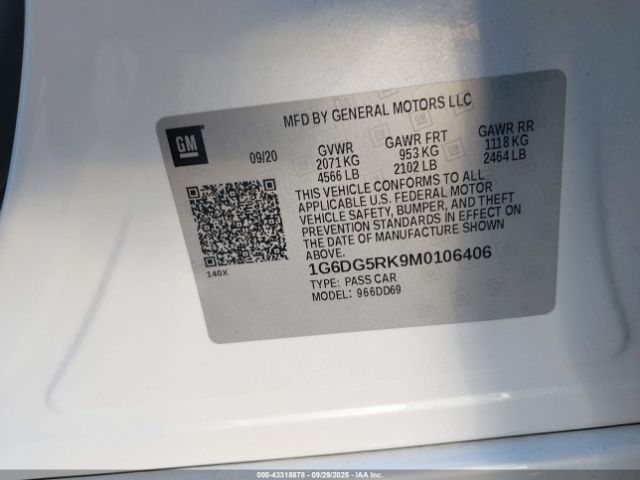 MFD BY GENERAL MOTORS LLC
GM
09/20
GVWR GAWR FRT GAWR RR
2071 KG 953 KG 1118 KG
4566 LB 2102 LB 2464 LB
THIS VEHICLE CONFORMS TO ALL
APPLICABLE U.S. FEDERAL MOTOR
VEHICLE SAFETY, BUMPER, AND THEFT
PREVENTION STANDARDS IN EFFECT ON
THE DATE OF MANUFACTURE SHOWN
ABOVE.
140X
1G6DG5RK9M0106406
TYPE: PASS CAR
MODEL: 966DD69
000-43318878 - 09/29/2025 - IAAI.COM